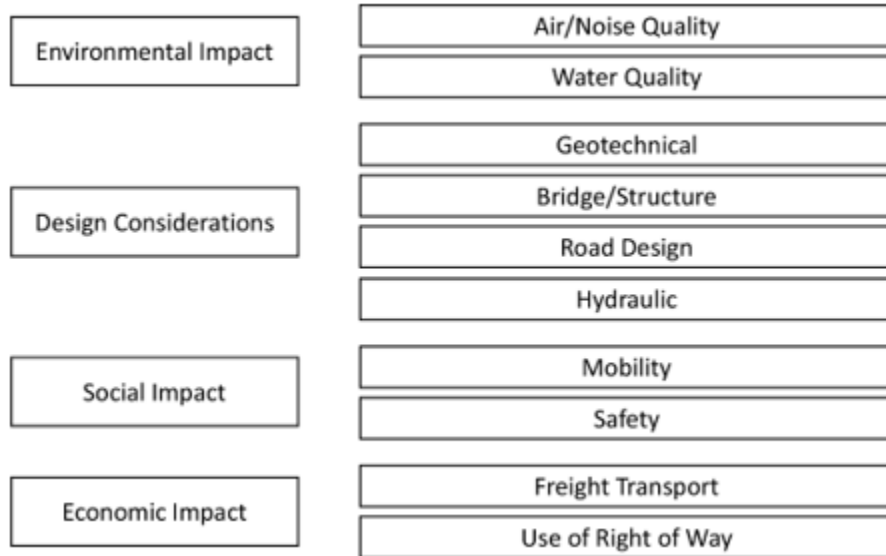 Environmental Impact
Air/Noise Quality
Water Quality
Design Considerations
Geotechnical
Bridge/Structure
Road Design
Hydraulic
Social Impact
Mobility
Safety
Economic Impact
Freight Transport
Use of Right of Way